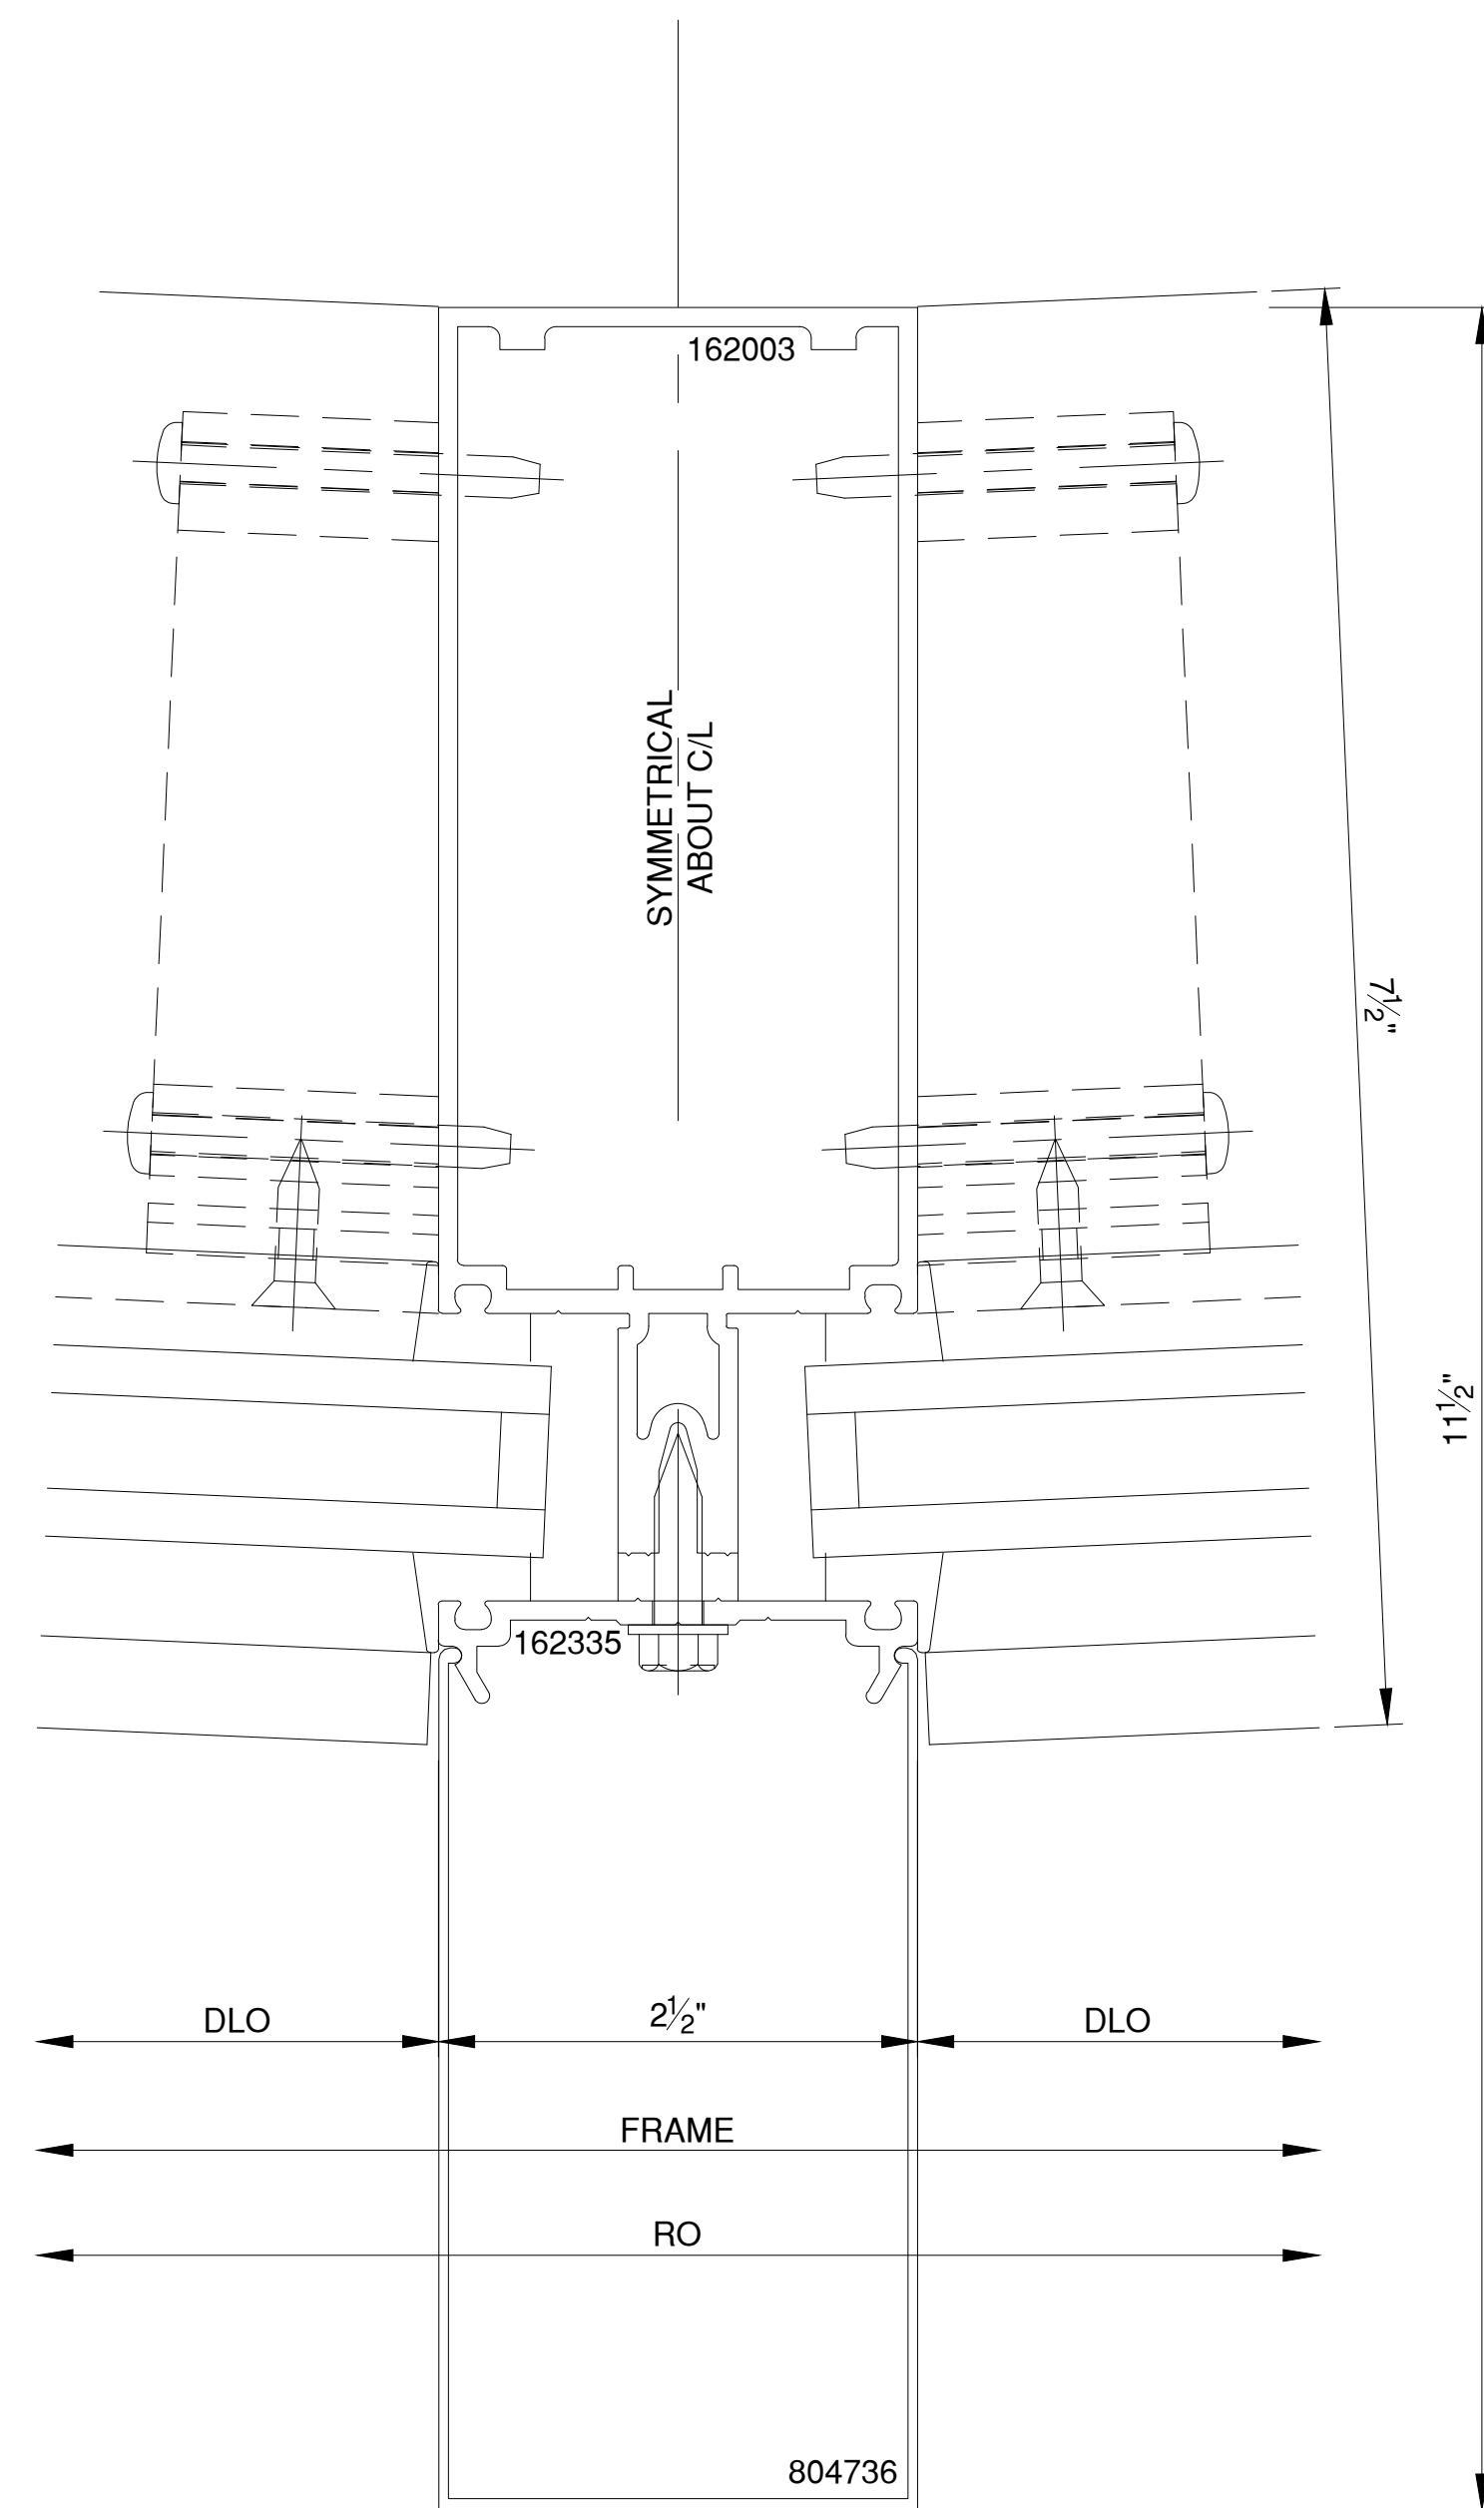 162003
SYMMETRICAL
ABOUT C/L
7½"
11½"
162335
DLO
2½"
DLO
FRAME
RO
804736